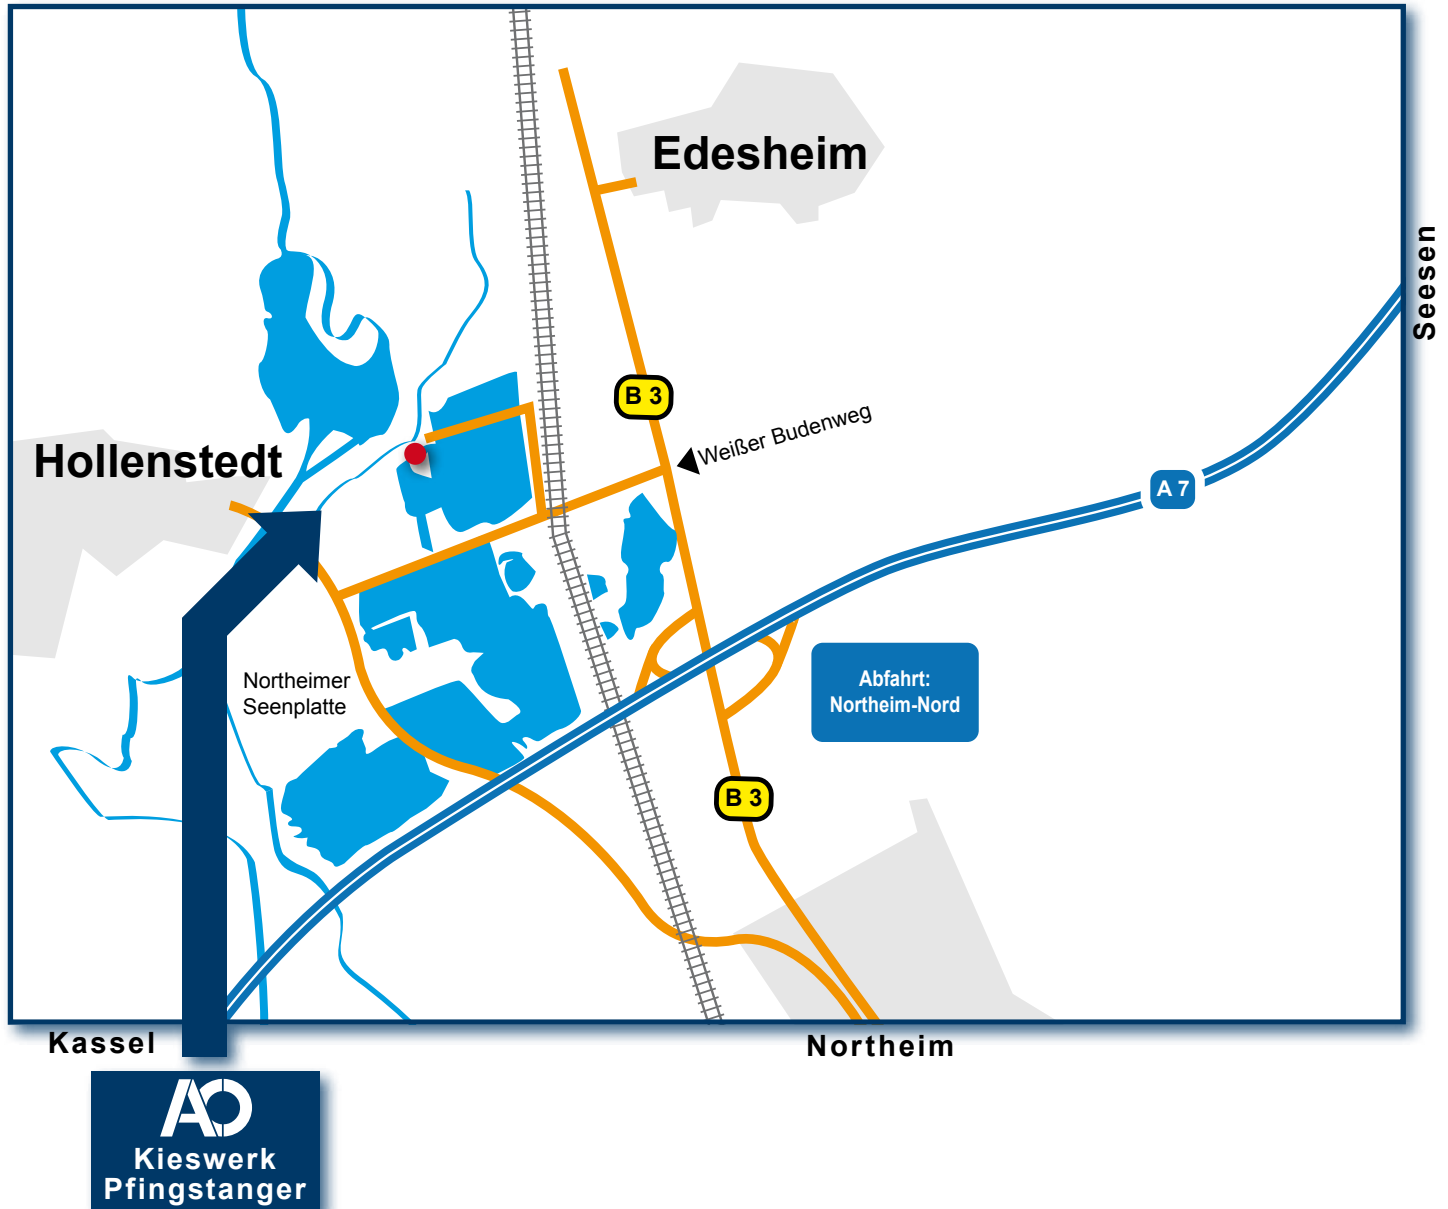 Edesheim
Seesen
B 3
Weißer Budenweg
Hollenstedt
A 7
Northeimer
Seenplatte
Abfahrt:
Northeim-Nord
B 3
Kassel
Northeim
AO
Kieswerk
Pfingstanger